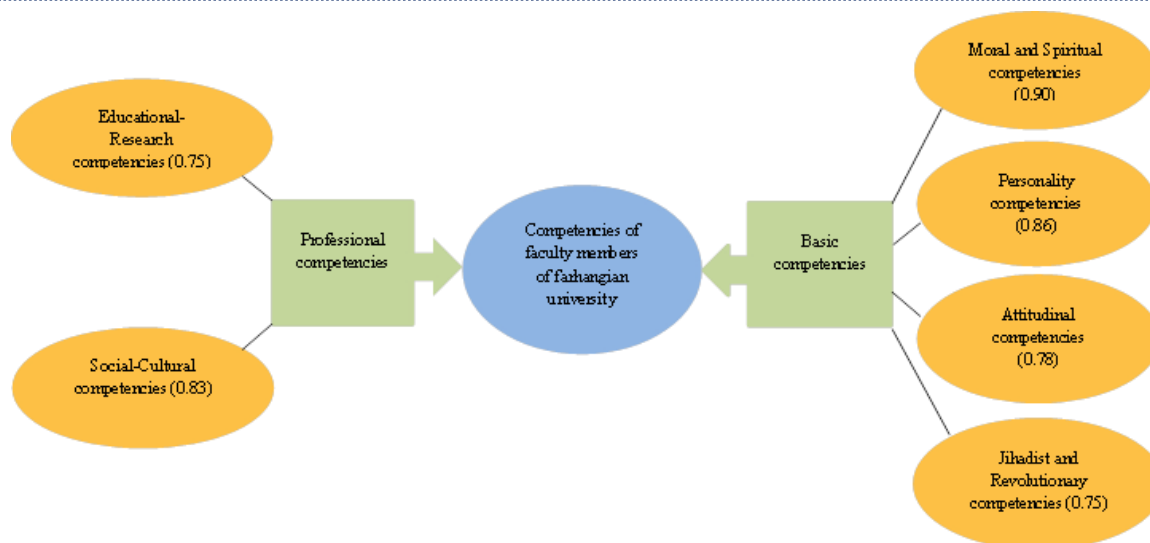 Educational-
Research
competencies (0.75)
Social-Cultural
competencies (0.83)
Professional
competencies
Competencies of
faculty members
of farhangian
university
Basic
competencies
Moral and Spiritual
competencies
(0.90)
Personality
competencies
(0.86)
Attitudinal
competencies
(0.78)
Jihadist and
Revolutionary
competencies (0.75)